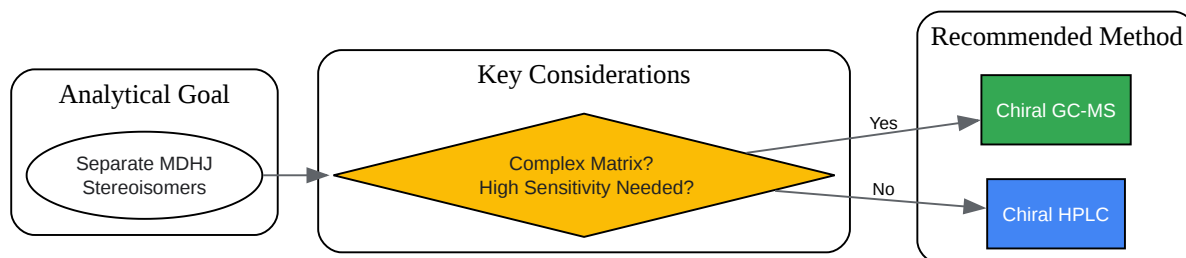 Analytical Goal
Separate MDHJ
Stereoisomers
Key Considerations
Complex Matrix?
High Sensitivity Needed?
Yes
No
Recommended Method
Chiral GC-MS
Chiral HPLC